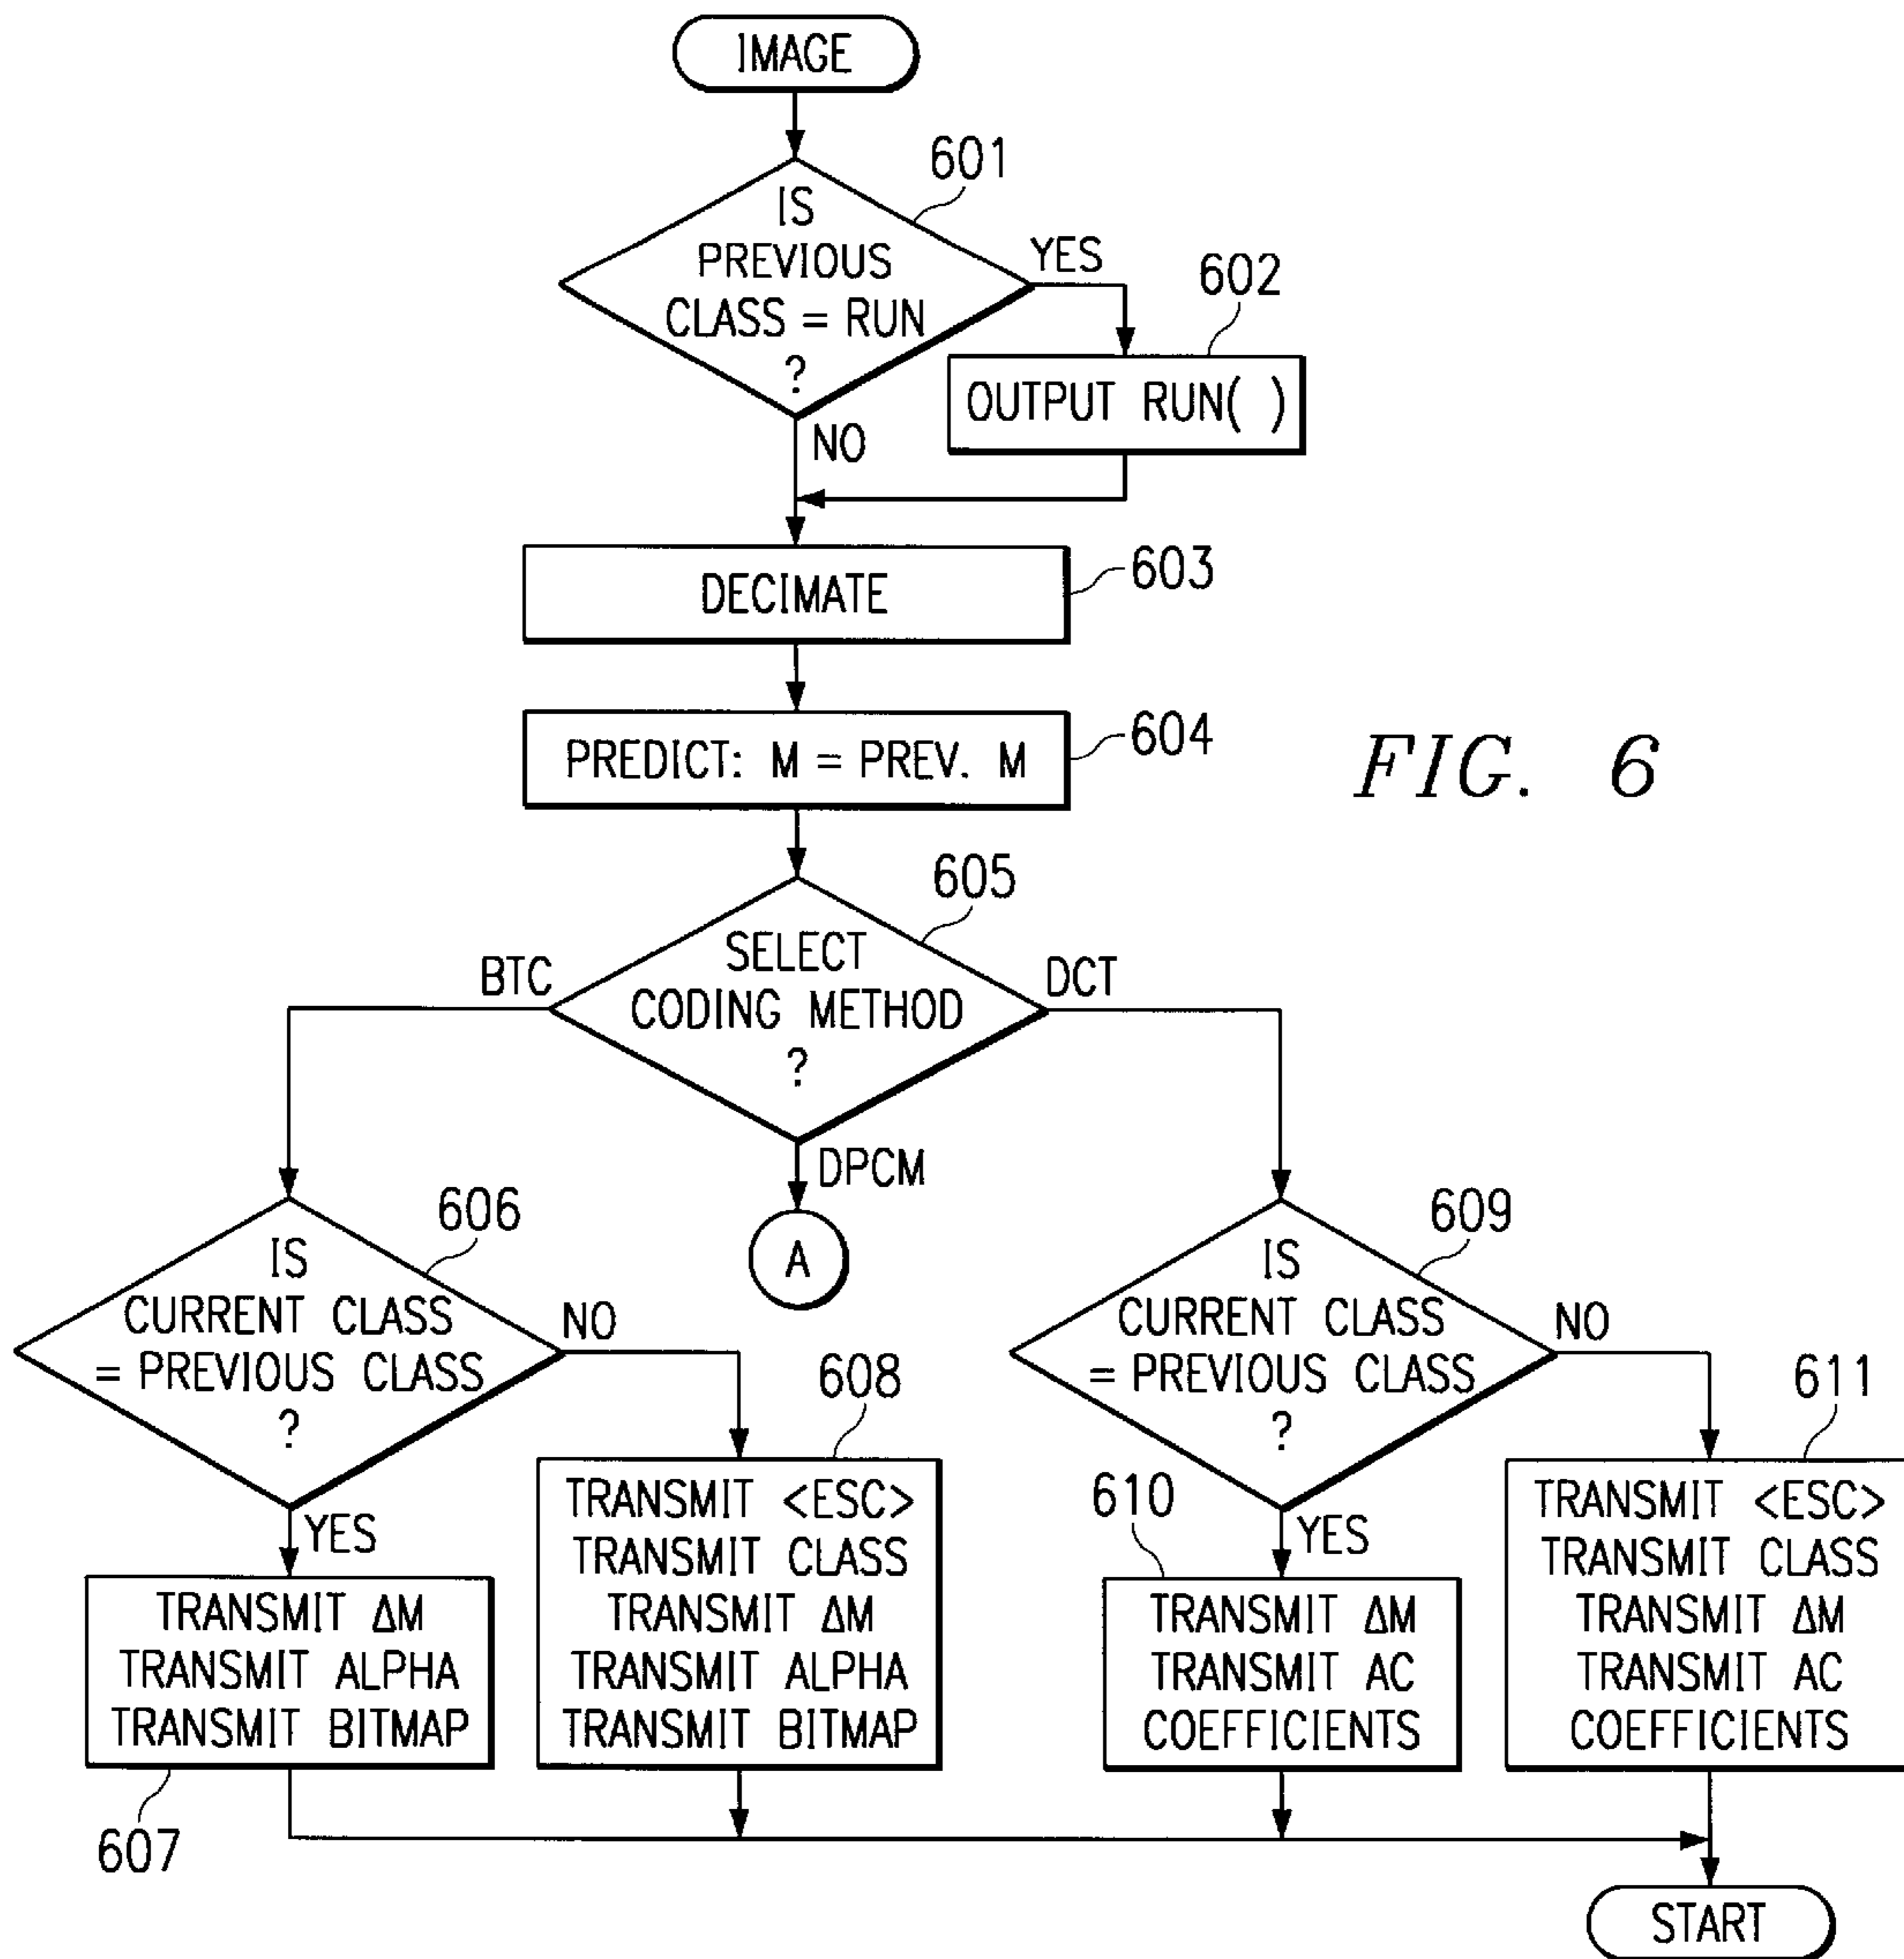 IMAGE
601
IS
PREVIOUS
CLASS = RUN
?
YES
602
OUTPUT RUN( )
NO
DECIMATE
603
PREDICT: M = PREV. M
604
FIG. 6
605
SELECT
CODING METHOD
?
BTC
DCT
DPCM
A
606
IS
CURRENT CLASS
= PREVIOUS CLASS
?
NO
YES
608
TRANSMIT <ESC>
TRANSMIT CLASS
TRANSMIT ΔM
TRANSMIT ALPHA
TRANSMIT BITMAP
TRANSMIT ΔM
TRANSMIT ALPHA
TRANSMIT BITMAP
607
609
IS
CURRENT CLASS
= PREVIOUS CLASS
?
NO
YES
610
TRANSMIT ΔM
TRANSMIT AC
COEFFICIENTS
611
TRANSMIT <ESC>
TRANSMIT CLASS
TRANSMIT ΔM
TRANSMIT AC
COEFFICIENTS
START